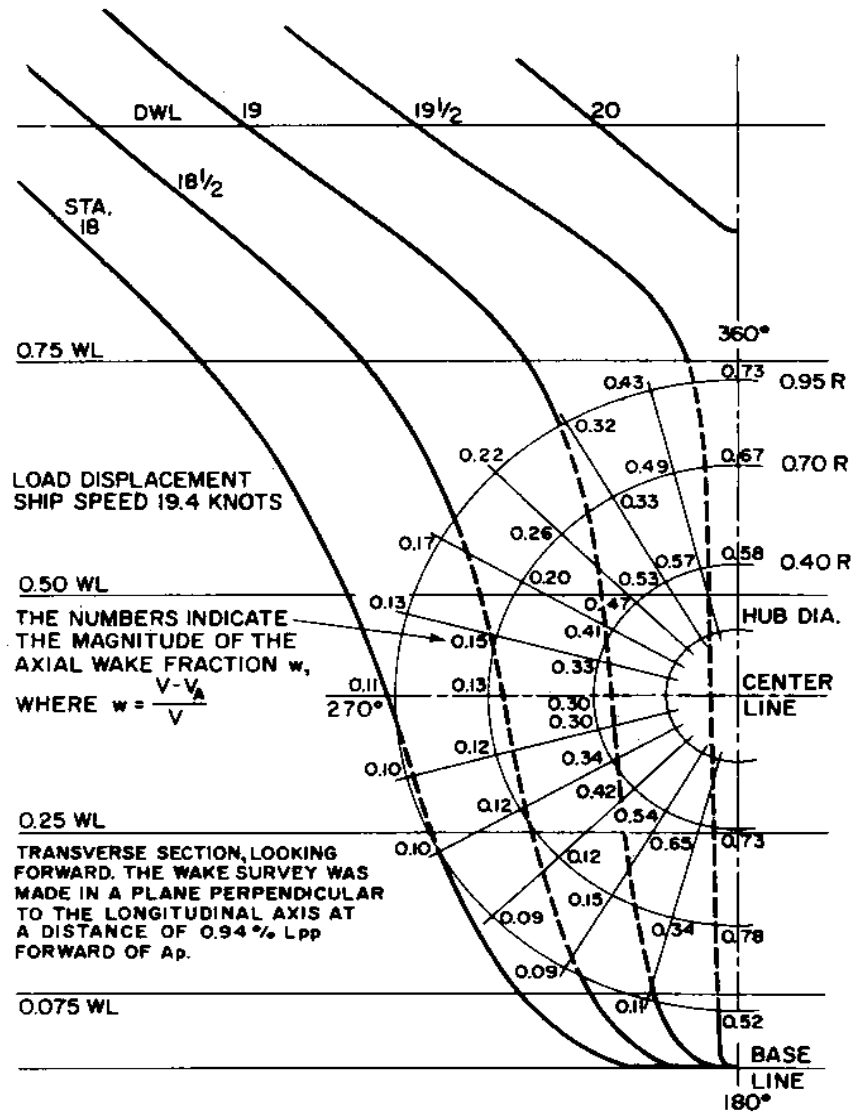 DWL
19
19 1/2
20
18 1/2
STA.
18
360°
0.75 WL
0.73
0.95 R
0.43
0.32
0.67
0.70 R
0.22
0.49
0.33
LOAD DISPLACEMENT
SHIP SPEED 19.4 KNOTS
0.17
0.26
0.57
0.58
0.40 R
0.20
0.53
0.50 WL
0.13
0.47
HUB DIA.
THE NUMBERS INDICATE
THE MAGNITUDE OF THE
AXIAL WAKE FRACTION w,
WHERE w = V-VA / V
0.15
0.41
0.33
0.11
270°
0.13
0.30
0.30
CENTER
LINE
0.10
0.12
0.34
0.42
0.12
0.54
0.25 WL
0.73
0.10
0.65
0.12
TRANSVERSE SECTION, LOOKING
FORWARD. THE WAKE SURVEY WAS
MADE IN A PLANE PERPENDICULAR
TO THE LONGITUDINAL AXIS AT
A DISTANCE OF 0.94 % Lpp
FORWARD OF Ap.
0.15
0.09
0.34
0.78
0.09
0.075 WL
0.11
0.52
BASE
LINE
180°